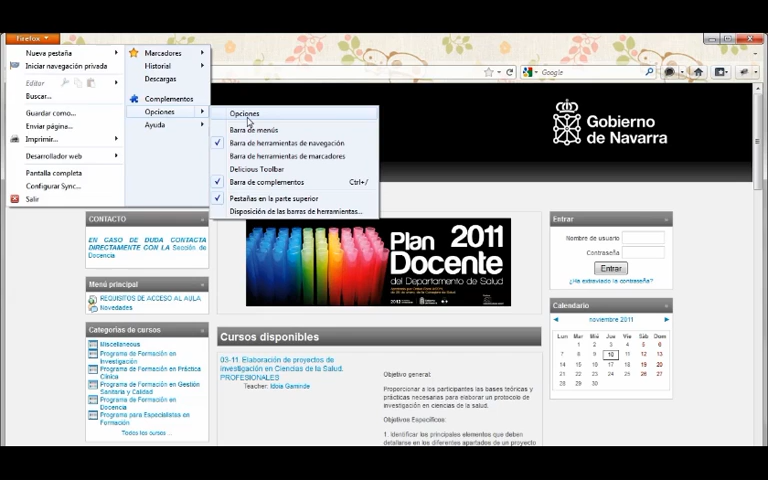 Firefox
Nueva pestaña
Iniciar navegación privada
Editar
Buscar...
Guardar como...
Enviar página...
Imprimir...
Desarrollador web
Pantalla completa
Configurar Sync...
Salir
Marcadores
Historial
Descargas
Complementos
Opciones
Ayuda
Opciones
Barra de menús
Barra de herramientas de navegación
Barra de herramientas de marcadores
Delicious Toolbar
Barra de complementos Ctrl+/
Pestañas en la parte superior
Disposición de las barras de herramientas...
Google
Gobierno
de Navarra
CONTACTO
EN CASO DE DUDA CONTACTA
DIRECTAMENTE CON LA Sección de
Docencia
Menú principal
REQUISITOS DE ACCESO AL AULA
Novedades
Categorías de cursos
Miscellaneous
Programa de Formación en
Investigación
Programa de Formación en Práctica
Clínica
Programa de Formación en Gestión
Sanitaria y Calidad
Programa de Formación en
Docencia
Programa para Especialistas en
Formación
Todos los cursos ...
Plan 2011
Docente
del Departamento de Salud
Cursos disponibles
03-11. Elaboración de proyectos de
investigación en Ciencias de la Salud.
PROFESIONALES
Teacher: Idoia Gaminde
Objetivo general:
Proporcionar a los participantes las bases teóricas y
prácticas necesarias para elaborar un protocolo de
investigación en ciencias de la salud.
Objetivos Específicos:
1. Identificar los principales elementos que deben
detallarse en los diferentes apartados de un proyecto
Entrar
Nombre de usuario
Contraseña
Entrar
¿Ha extraviado la contraseña?
Calendario
noviembre 2011
Lun Mar Mié Jue Vie Sáb Dom
1 2 3 4 5 6
7 8 9 10 11 12 13
14 15 16 17 18 19 20
21 22 23 24 25 26 27
28 29 30